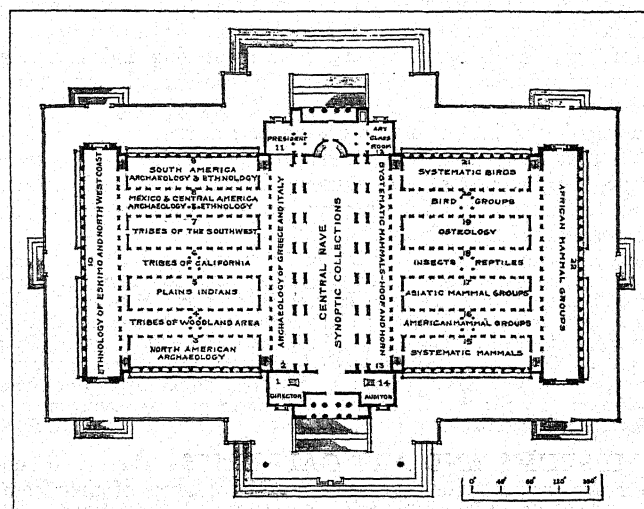 PRESIDENT
11
ART
CLASS
ROOM
12
9
SOUTH AMERICA
ARCHAEOLOGY & ETHNOLOGY
8
MEXICO & CENTRAL AMERICA
ARCHAEOLOGY & ETHNOLOGY
7
TRIBES OF THE SOUTHWEST
6
TRIBES OF CALIFORNIA
5
PLAINS INDIANS
4
TRIBES OF WOODLAND AREA
3
NORTH AMERICAN
ARCHAEOLOGY
10
ETHNOLOGY OF ESKIMO AND NORTH WEST COAST
ARCHAEOLOGY OF GREECE AND ITALY
2
CENTRAL NAVE
SYNOPTIC COLLECTIONS
SYSTEMATIC MAMMALS-HOOF AND HORN
13
21
SYSTEMATIC BIRDS
20
BIRD GROUPS
19
OSTEOLOGY
18
INSECTS REPTILES
17
ASIATIC MAMMAL GROUPS
16
AMERICAN MAMMAL GROUPS
15
SYSTEMATIC MAMMALS
22
AFRICAN MAMMAL GROUPS
1
DIRECTOR
14
AUDITOR
0' 40' 80' 120' 160'